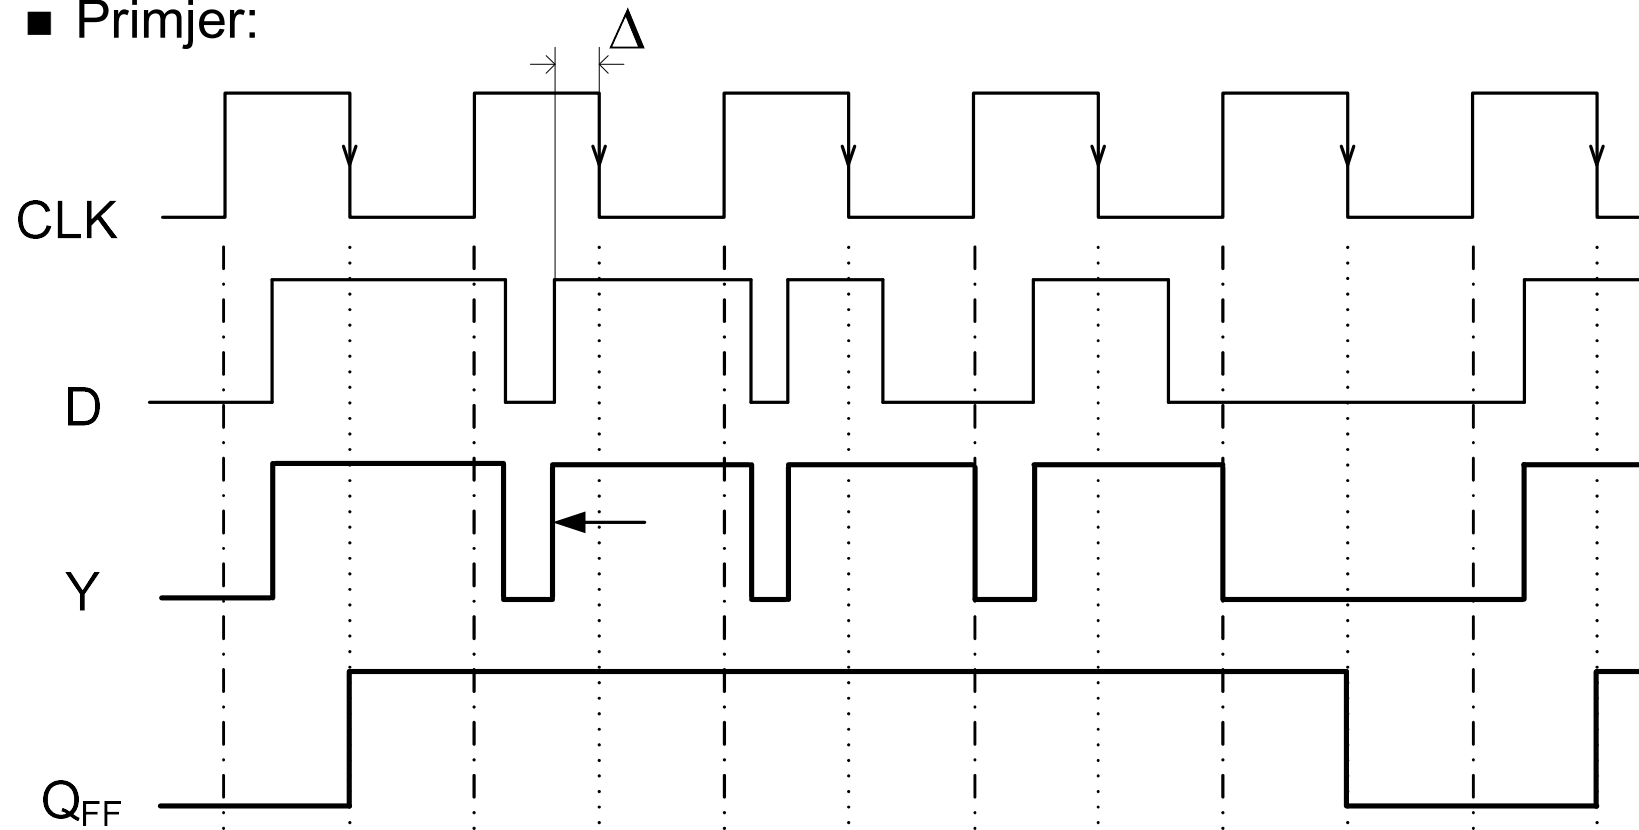 ■ Primjer:
Δ
CLK
D
Y
QFF